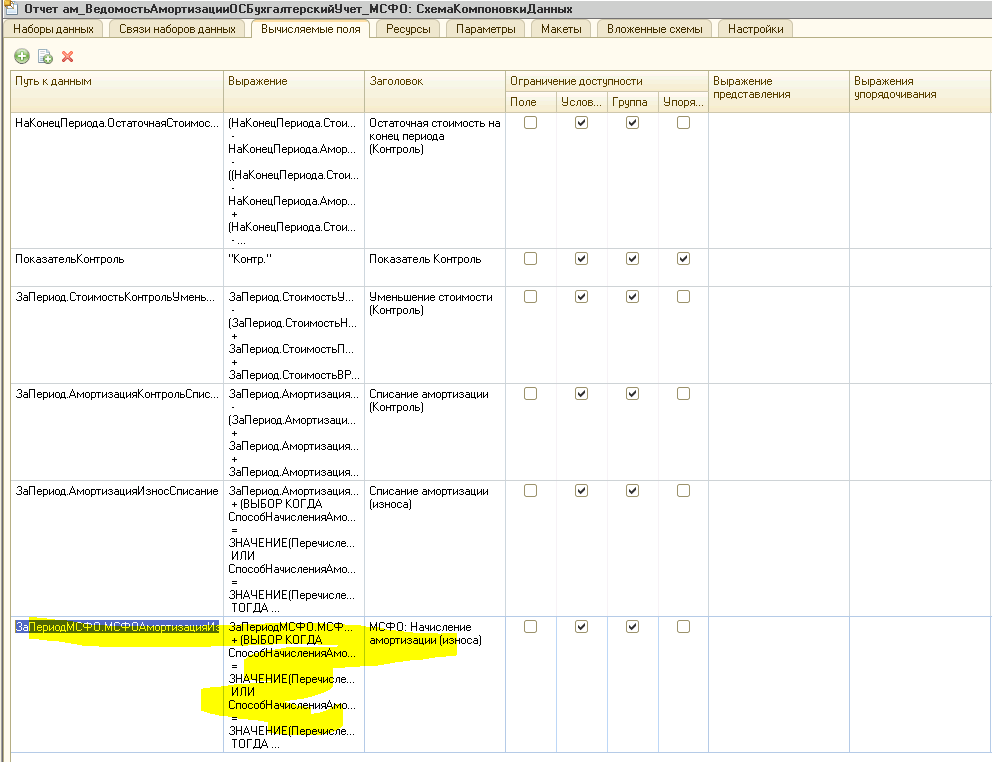 Отчет ам_ВедомостьАмортизацииОСБухгалтерскийУчет_МСФО: СхемаКомпоновкиДанных
Наборы данных Связи наборов данных Вычисляемые поля Ресурсы Параметры Макеты Вложенные схемы Настройки
Путь к данным Выражение Заголовок Ограничение доступности Выражение представления Выражения упорядочивания
Поле Услов... Группа Упоря...
НаКонецПериода.ОстаточнаяСтоимос... (НаКонецПериода.Стои... Остаточная стоимость на
- конец периода
НаКонецПериода.Амор... (Контроль)
-
((НаКонецПериода.Стои...
-
НаКонецПериода.Амор...
+
(НаКонецПериода.Стои...
- ...
ПоказательКонтроль "Контр." Показатель Контроль
ЗаПериод.СтоимостьКонтрольУмень... ЗаПериод.СтоимостьУ... Уменьшение стоимости
- (Контроль)
(ЗаПериод.СтоимостьН...
+
ЗаПериод.СтоимостьП...
+
ЗаПериод.СтоимостьВР...
ЗаПериод.АмортизацияКонтрольСпис... ЗаПериод.Амортизация... Списание амортизации
- (Контроль)
(ЗаПериод.Амортизаци...
+
ЗаПериод.Амортизация...
+
ЗаПериод.Амортизация...
ЗаПериод.АмортизацияИзносСписание ЗаПериод.Амортизация... Списание амортизации
+ (ВЫБОР КОГДА (износа)
СпособНачисленияАмо...
=
ЗНАЧЕНИЕ(Перечисле...
ИЛИ
СпособНачисленияАмо...
=
ЗНАЧЕНИЕ(Перечисле...
ТОГДА ...
ЗаПериодМСФО.МСФОАмортизацияИз ЗаПериодМСФО.МСФ... МСФО: Начисление
+ (ВЫБОР КОГДА амортизации (износа)
СпособНачисленияАмо...
=
ЗНАЧЕНИЕ(Перечисле...
ИЛИ
СпособНачисленияАмо...
=
ЗНАЧЕНИЕ(Перечисле...
ТОГДА ...